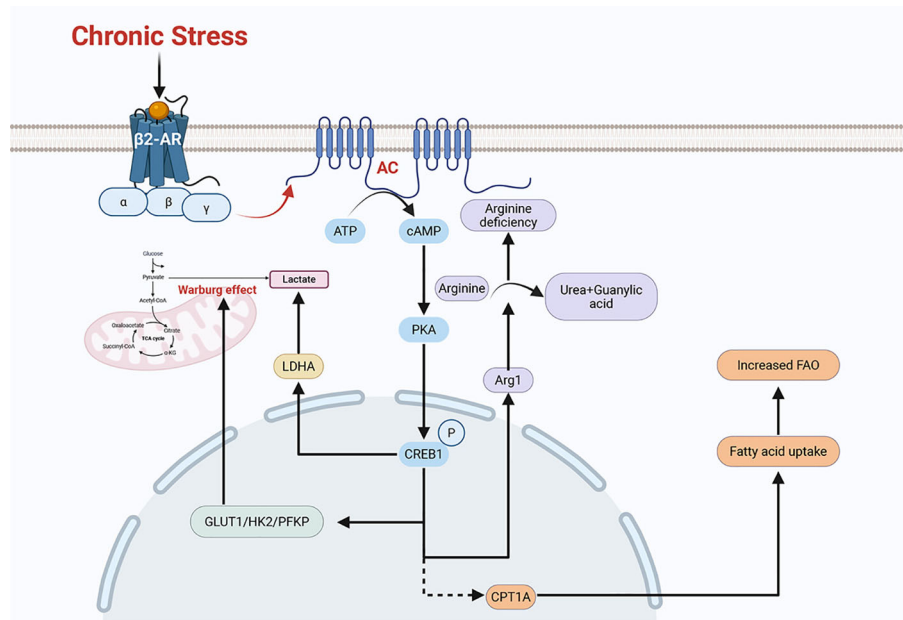 Chronic Stress
β2-AR
AC
α
β
γ
ATP
cAMP
Arginine
deficiency
Glucose
Pyruvate
Lactate
Warburg effect
Arginine
Urea+Guanylic
acid
Acetyl-CoA
Oxaloacetate
Citrate
TCA cycle
Succinyl-CoA
α-KG
PKA
LDHA
Arg1
Increased FAO
P
CREB1
Fatty acid uptake
GLUT1/HK2/PFKP
CPT1A